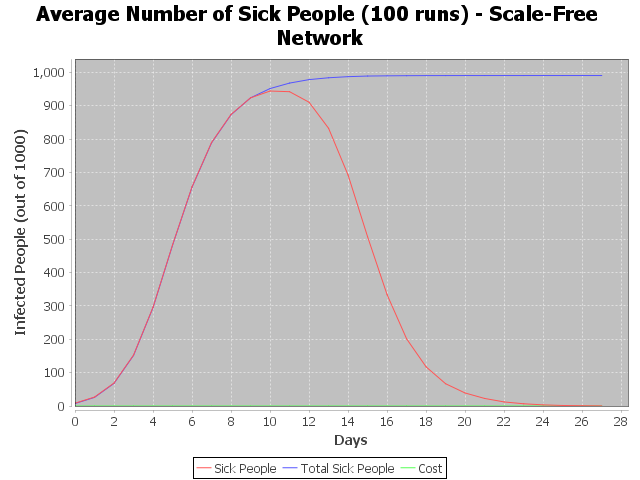 Average Number of Sick People (100 runs) - Scale-Free
Network
Infected People (out of 1000)
1,000
900
800
700
600
500
400
300
200
100
0
0 2 4 6 8 10 12 14 16 18 20 22 24 26 28
Days
Sick People Total Sick People Cost